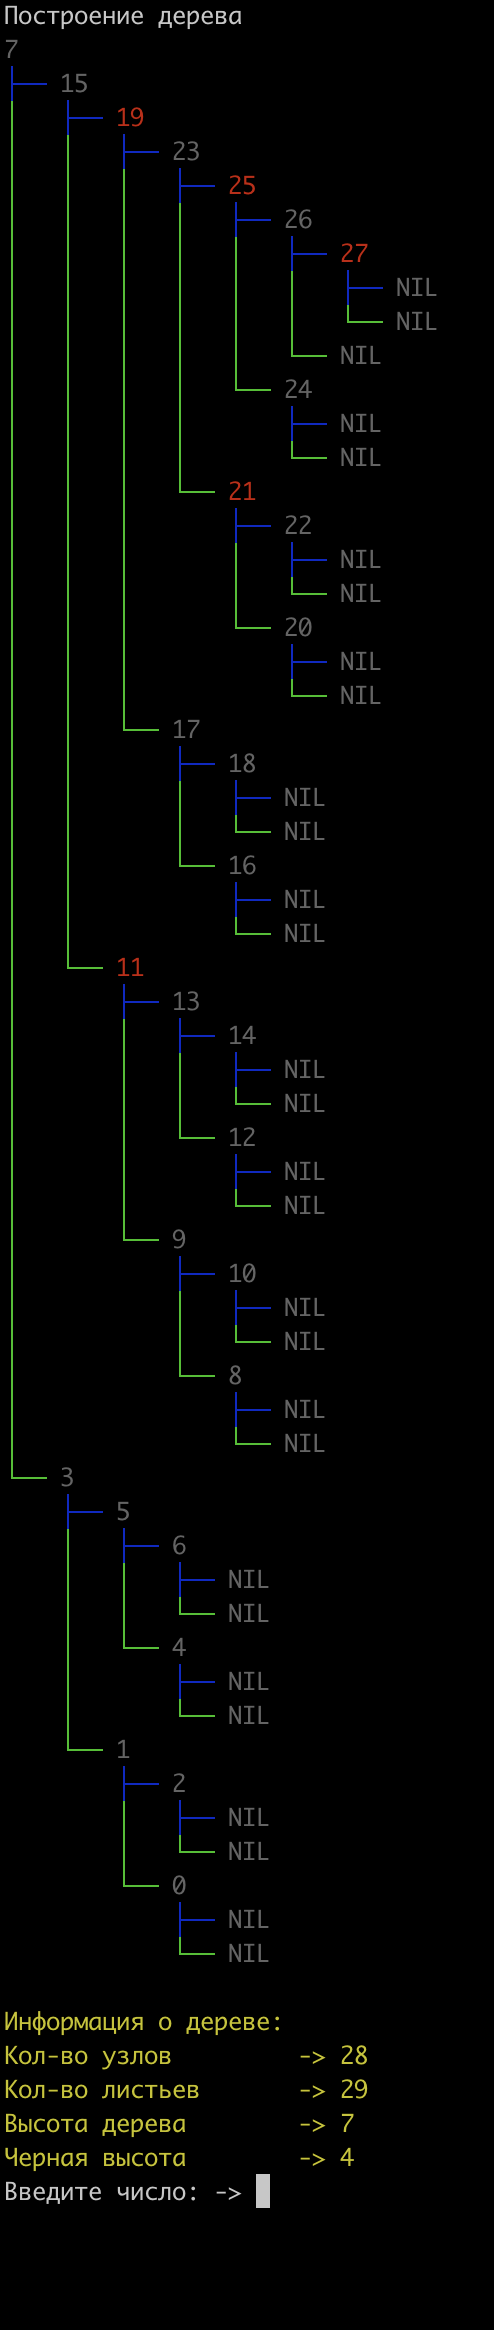 Построение дерева
7
15
19
23
25
26
27
NIL
NIL
NIL
24
NIL
NIL
21
22
NIL
NIL
20
NIL
NIL
17
18
NIL
NIL
16
NIL
NIL
11
13
14
NIL
NIL
12
NIL
NIL
9
10
NIL
NIL
8
NIL
NIL
3
5
6
NIL
NIL
4
NIL
NIL
1
2
NIL
NIL
0
NIL
NIL
Информация о дереве:
Кол-во узлов -> 28
Кол-во листьев -> 29
Высота дерева -> 7
Черная высота -> 4
Введите число: ->